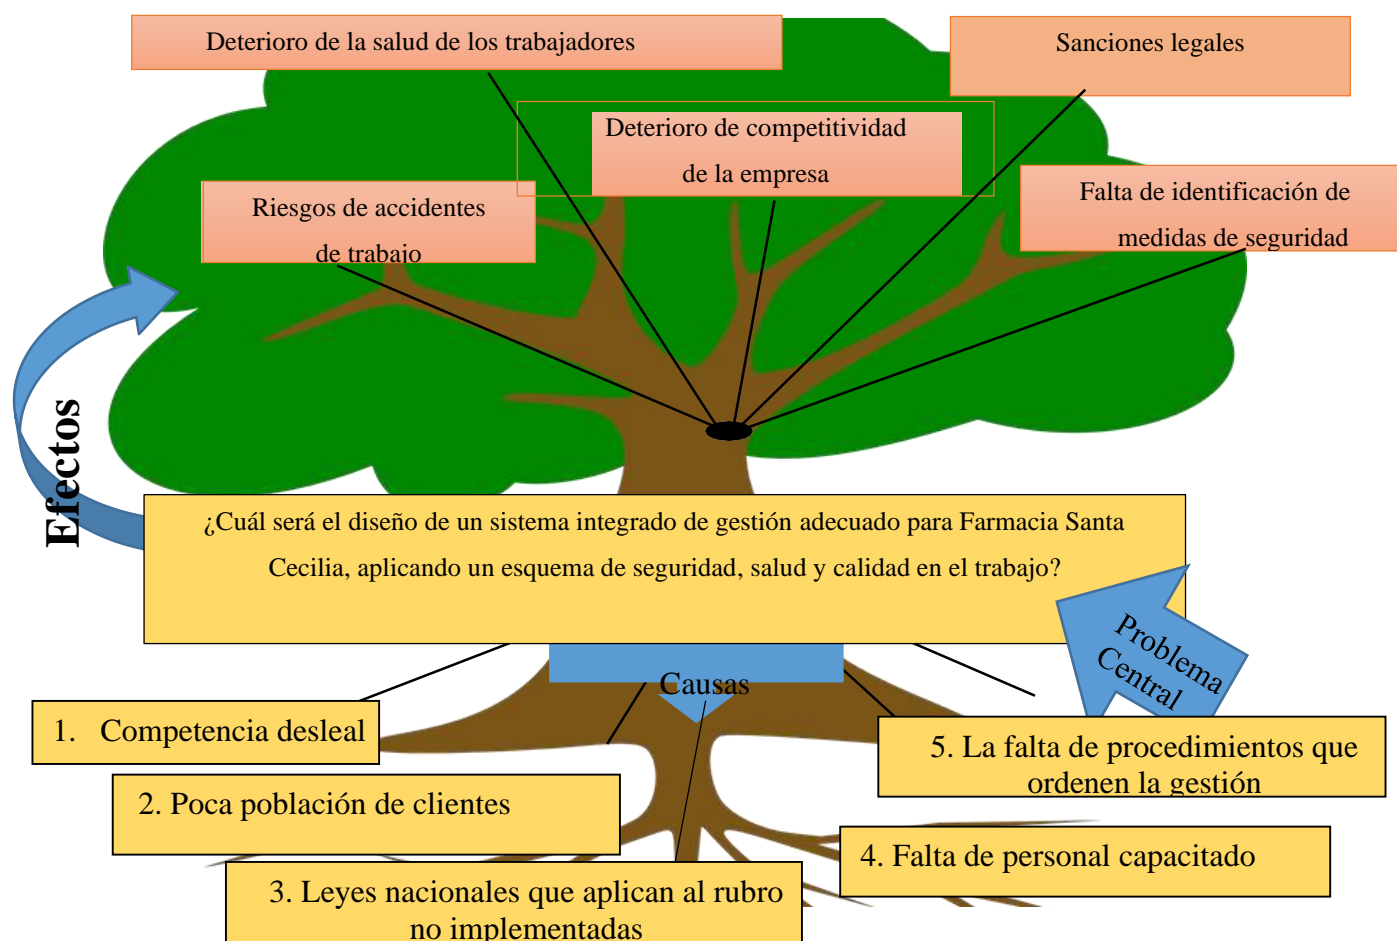 Deterioro de la salud de los trabajadores
Sanciones legales
Deterioro de competitividad
de la empresa
Riesgos de accidentes
de trabajo
Falta de identificación de
medidas de seguridad
Efectos
¿Cuál será el diseño de un sistema integrado de gestión adecuado para Farmacia Santa
Cecilia, aplicando un esquema de seguridad, salud y calidad en el trabajo?
Problema
Central
Causas
1. Competencia desleal
2. Poca población de clientes
3. Leyes nacionales que aplican al rubro
no implementadas
4. Falta de personal capacitado
5. La falta de procedimientos que
ordenen la gestión